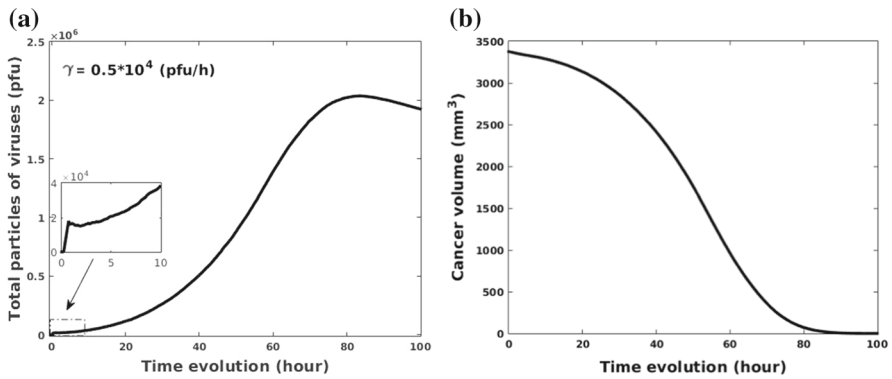 (a)
×10⁶
2.5
2
1.5
1
0.5
0
γ = 0.5*10⁴ (pfu/h)
×10⁴
4
2
0
0 5 10
0 20 40 60 80 100
Time evolution (hour)
Total particles of viruses (pfu)
(b)
3500
3000
2500
2000
1500
1000
500
0
0 20 40 60 80 100
Time evolution (hour)
Cancer volume (mm³)